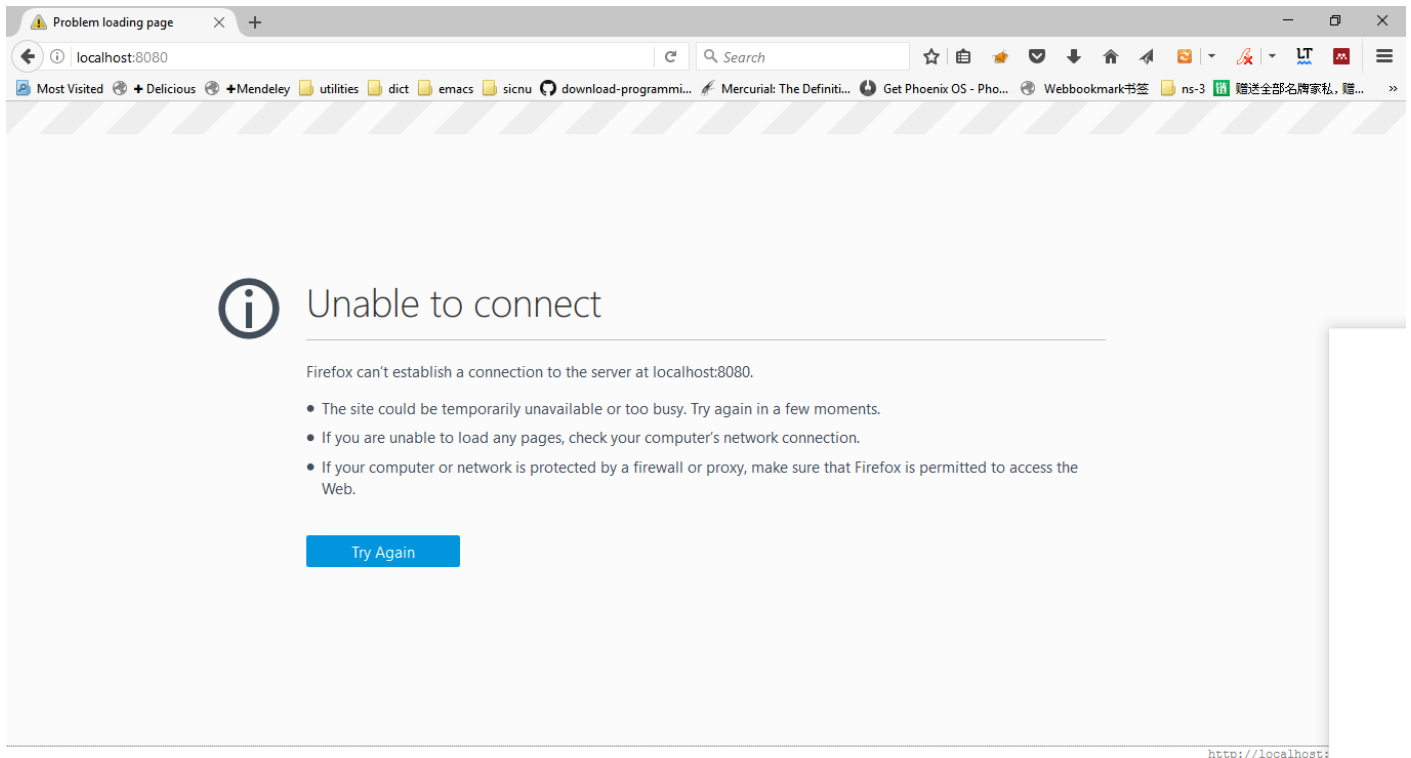 Problem loading page
localhost:8080
Search
LT
Most Visited + Delicious +Mendeley utilities dict emacs sicnu download-programmi... Mercurial: The Definiti... Get Phoenix OS - Pho... Webbookmark书签 ns-3 赠送全部名牌家私，赠... »
Unable to connect
Firefox can't establish a connection to the server at localhost:8080.
• The site could be temporarily unavailable or too busy. Try again in a few moments.
• If you are unable to load any pages, check your computer's network connection.
• If your computer or network is protected by a firewall or proxy, make sure that Firefox is permitted to access the
Web.
Try Again
http://localhost: